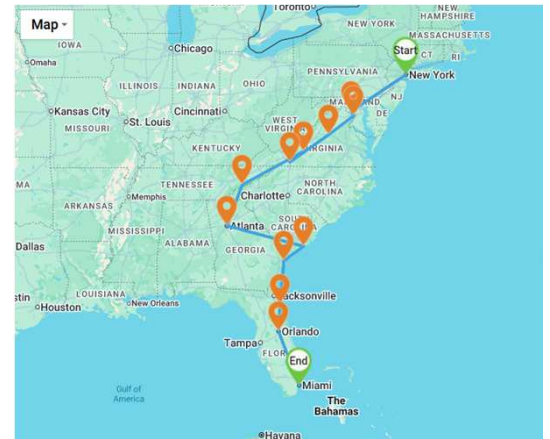 Map
Toronto
NEW HAMPSHIRE
NEW YORK
MASSACHUSETTS
IOWA
Chicago
Start
CT
RI
Omaha
PENNSYLVANIA
New York
ILLINOIS
INDIANA
OHIO
NJ
MARYLAND
DE
Kansas City
St. Louis
Cincinnati
WEST VIRGINIA
MISSOURI
VIRGINIA
KENTUCKY
TENNESSEE
NORTH CAROLINA
Charlotte
MA
ARKANSAS
Memphis
SOUTH CAROLINA
MISSISSIPPI
Atlanta
ALABAMA
GEORGIA
Dallas
LOUISIANA
Jacksonville
stin
Houston
New Orleans
Orlando
Tampa
FLOR
End
Gulf of America
Miami
The Bahamas
Havana